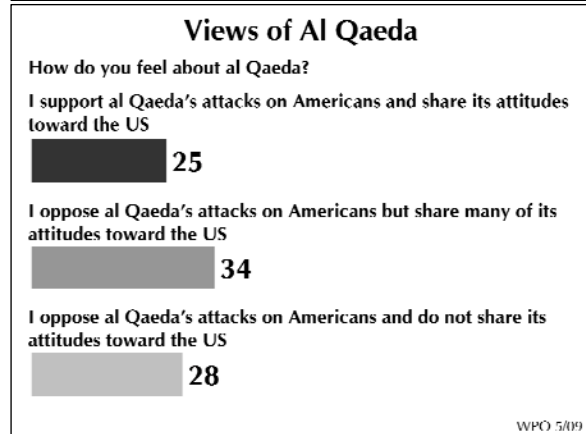 Views of Al Qaeda
How do you feel about al Qaeda?
I support al Qaeda's attacks on Americans and share its attitudes
toward the US
25
I oppose al Qaeda's attacks on Americans but share many of its
attitudes toward the US
34
I oppose al Qaeda's attacks on Americans and do not share its
attitudes toward the US
28
WPO 5/09